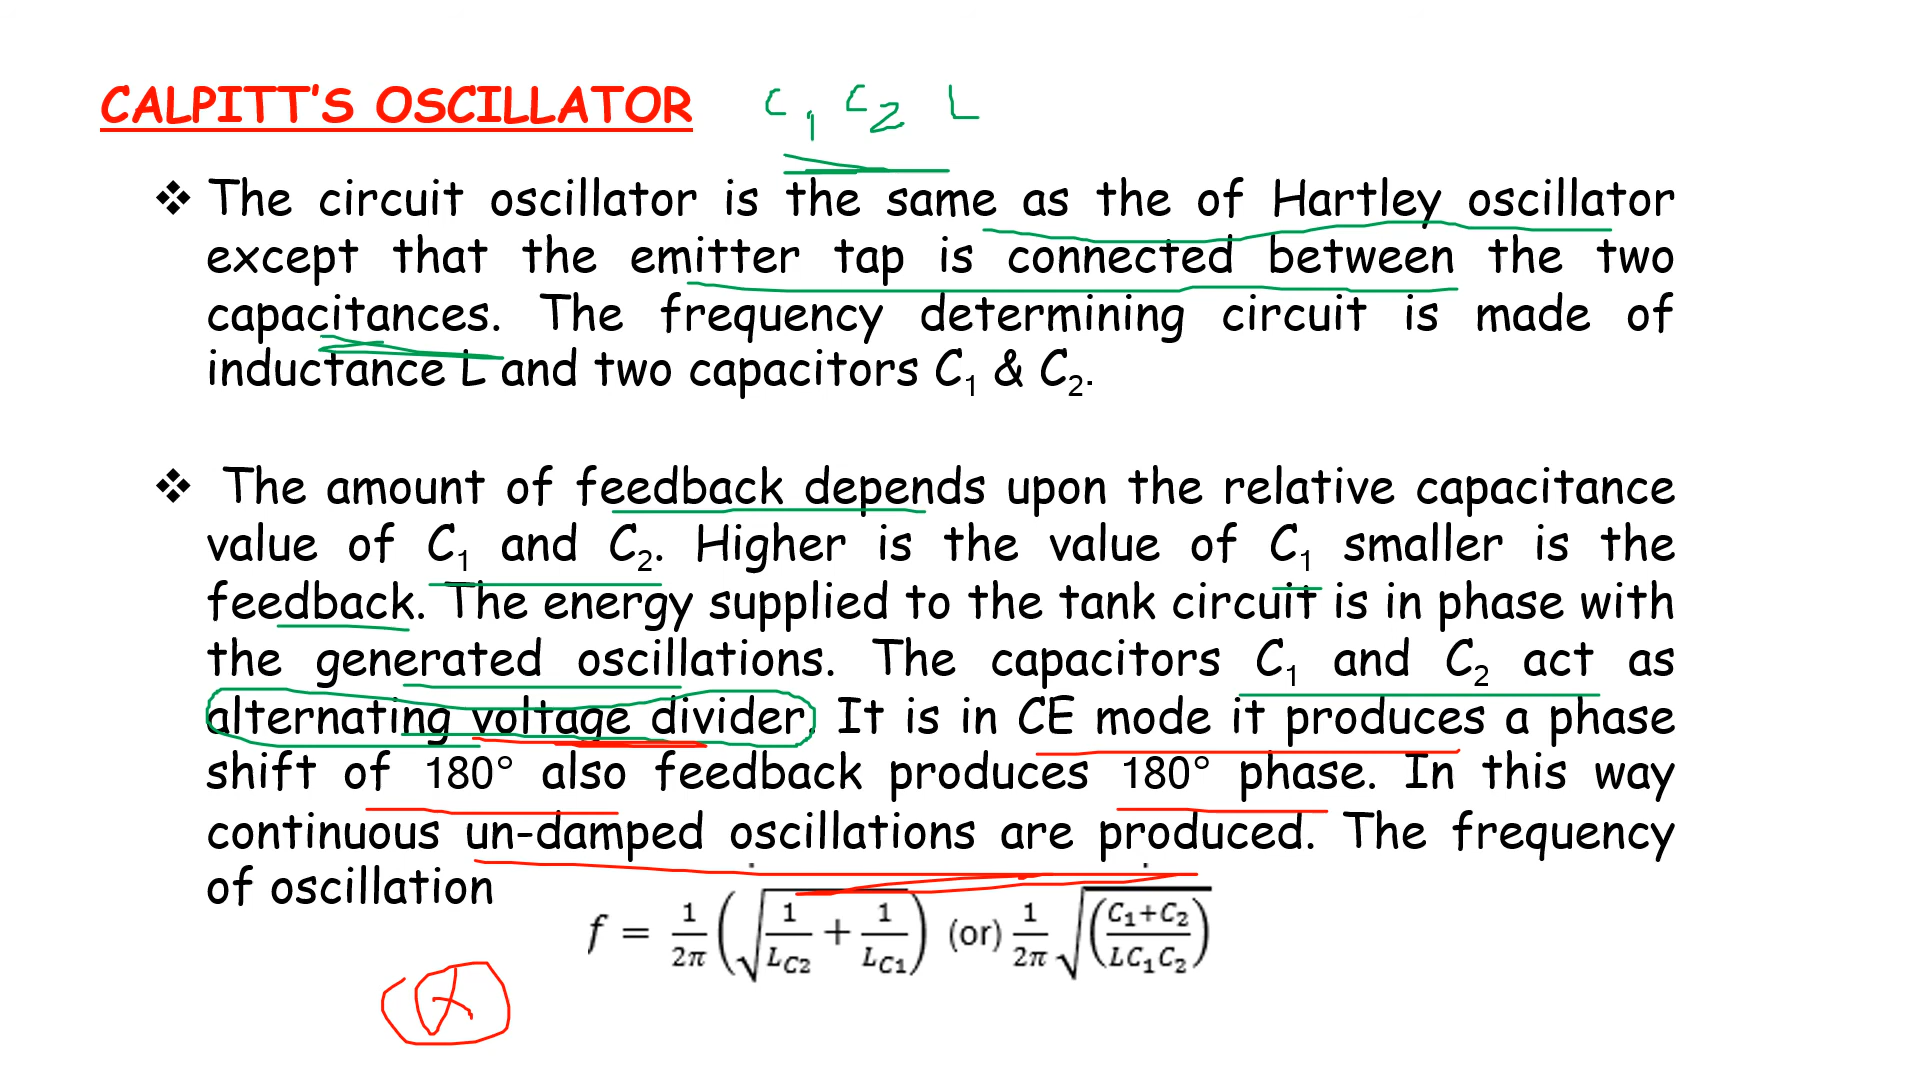 CALPITT'S OSCILLATOR C1 C2 L
❖ The circuit oscillator is the same as the of Hartley oscillator
except that the emitter tap is connected between the two
capacitances. The frequency determining circuit is made of
inductance L and two capacitors C₁ & C₂.
❖ The amount of feedback depends upon the relative capacitance
value of C₁ and C₂. Higher is the value of C₁ smaller is the
feedback. The energy supplied to the tank circuit is in phase with
the generated oscillations. The capacitors C₁ and C₂ act as
alternating voltage divider. It is in CE mode it produces a phase
shift of 180° also feedback produces 180° phase. In this way
continuous un-damped oscillations are produced. The frequency
of oscillation
f = 1/2π (√(1/L_C2 + 1/L_C1)) (or) 1/2π √((C₁+C₂)/(LC₁C₂))